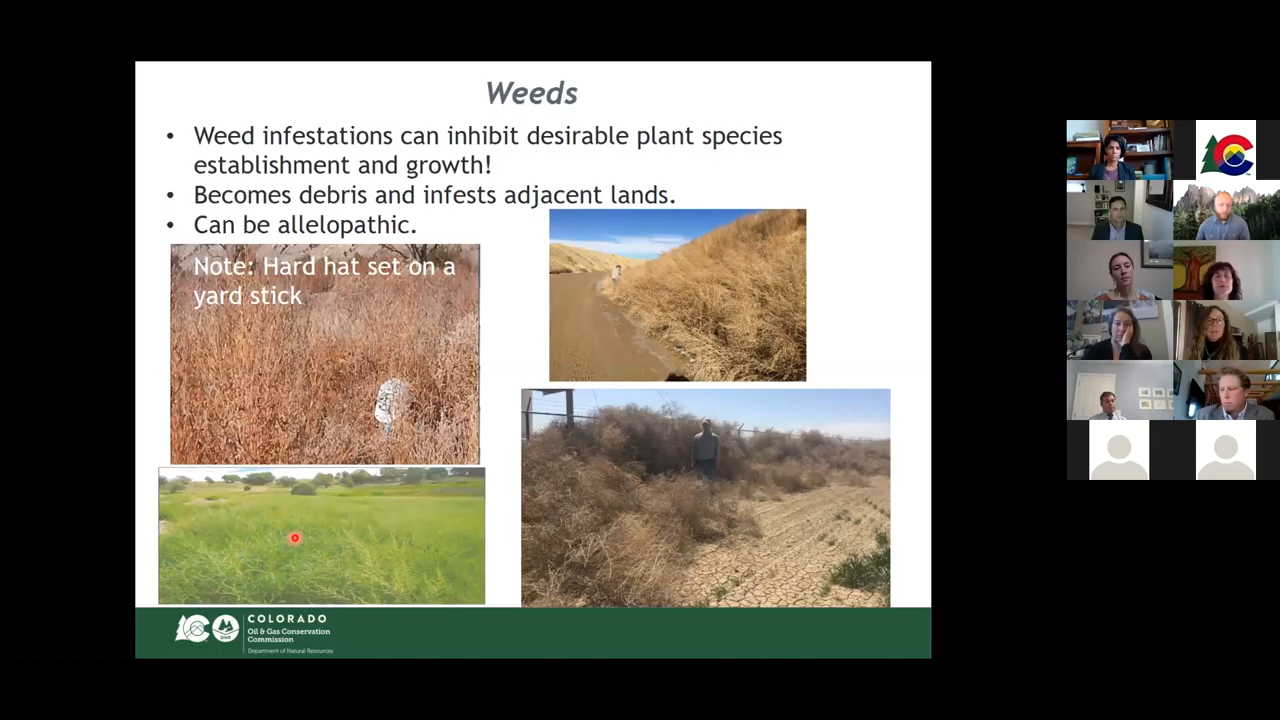 Weeds
• Weed infestations can inhibit desirable plant species
establishment and growth!
• Becomes debris and infests adjacent lands.
• Can be allelopathic.
Note: Hard hat set on a
yard stick
COLORADO
Oil & Gas Conservation
Commission
Department of Natural Resources